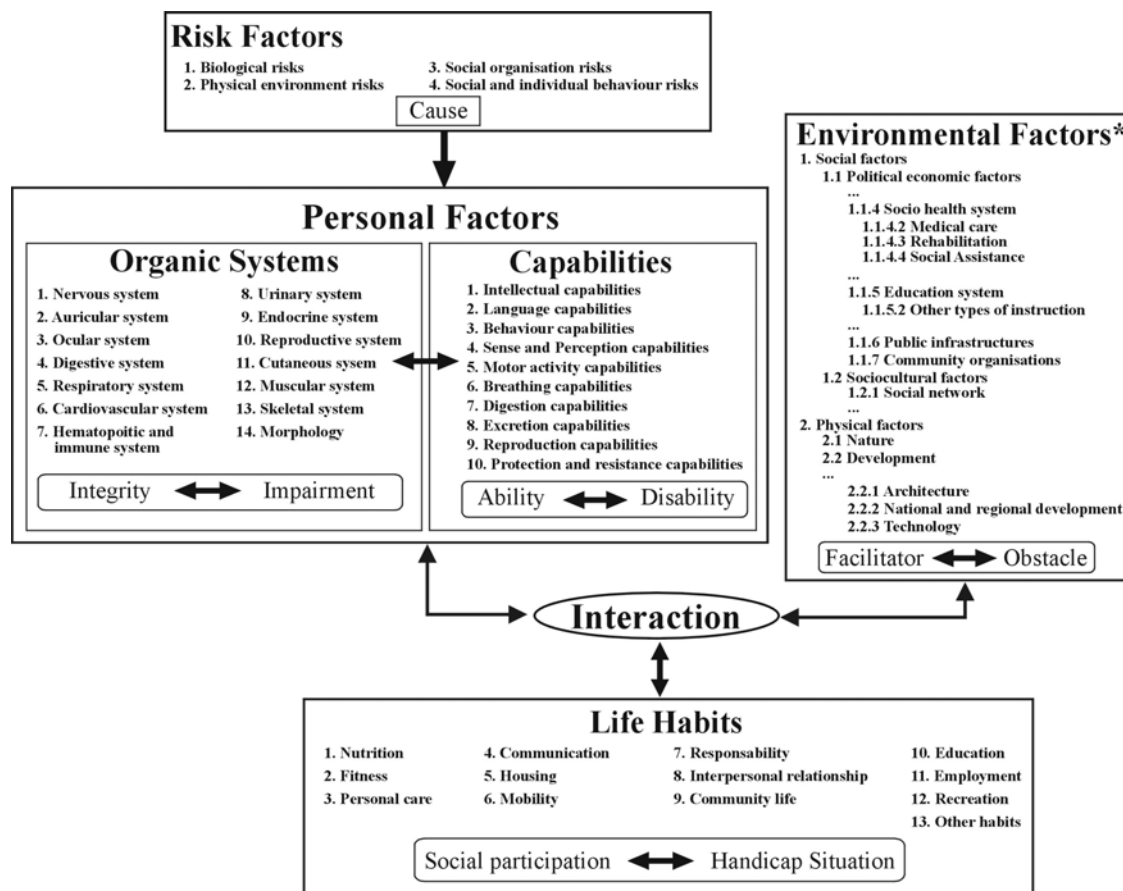 Risk Factors
1. Biological risks
2. Physical environment risks
3. Social organisation risks
4. Social and individual behaviour risks
Cause
Personal Factors
Organic Systems
1. Nervous system
2. Auricular system
3. Ocular system
4. Digestive system
5. Respiratory system
6. Cardiovascular system
7. Hematopoitic and
immune system
8. Urinary system
9. Endocrine system
10. Reproductive system
11. Cutaneous sysem
12. Muscular system
13. Skeletal system
14. Morphology
Integrity Impairment
Capabilities
1. Intellectual capabilities
2. Language capabilities
3. Behaviour capabilities
4. Sense and Perception capabilities
5. Motor activity capabilities
6. Breathing capabilities
7. Digestion capabilities
8. Excretion capabilities
9. Reproduction capabilities
10. Protection and resistance capabilities
Ability Disability
Environmental Factors*
1. Social factors
1.1 Political economic factors
...
1.1.4 Socio health system
1.1.4.2 Medical care
1.1.4.3 Rehabilitation
1.1.4.4 Social Assistance
...
1.1.5 Education system
1.1.5.2 Other types of instruction
...
1.1.6 Public infrastructures
1.1.7 Community organisations
1.2 Sociocultural factors
1.2.1 Social network
...
2. Physical factors
2.1 Nature
2.2 Development
...
2.2.1 Architecture
2.2.2 National and regional development
2.2.3 Technology
Facilitator Obstacle
Interaction
Life Habits
1. Nutrition
2. Fitness
3. Personal care
4. Communication
5. Housing
6. Mobility
7. Responsability
8. Interpersonal relationship
9. Community life
10. Education
11. Employment
12. Recreation
13. Other habits
Social participation Handicap Situation